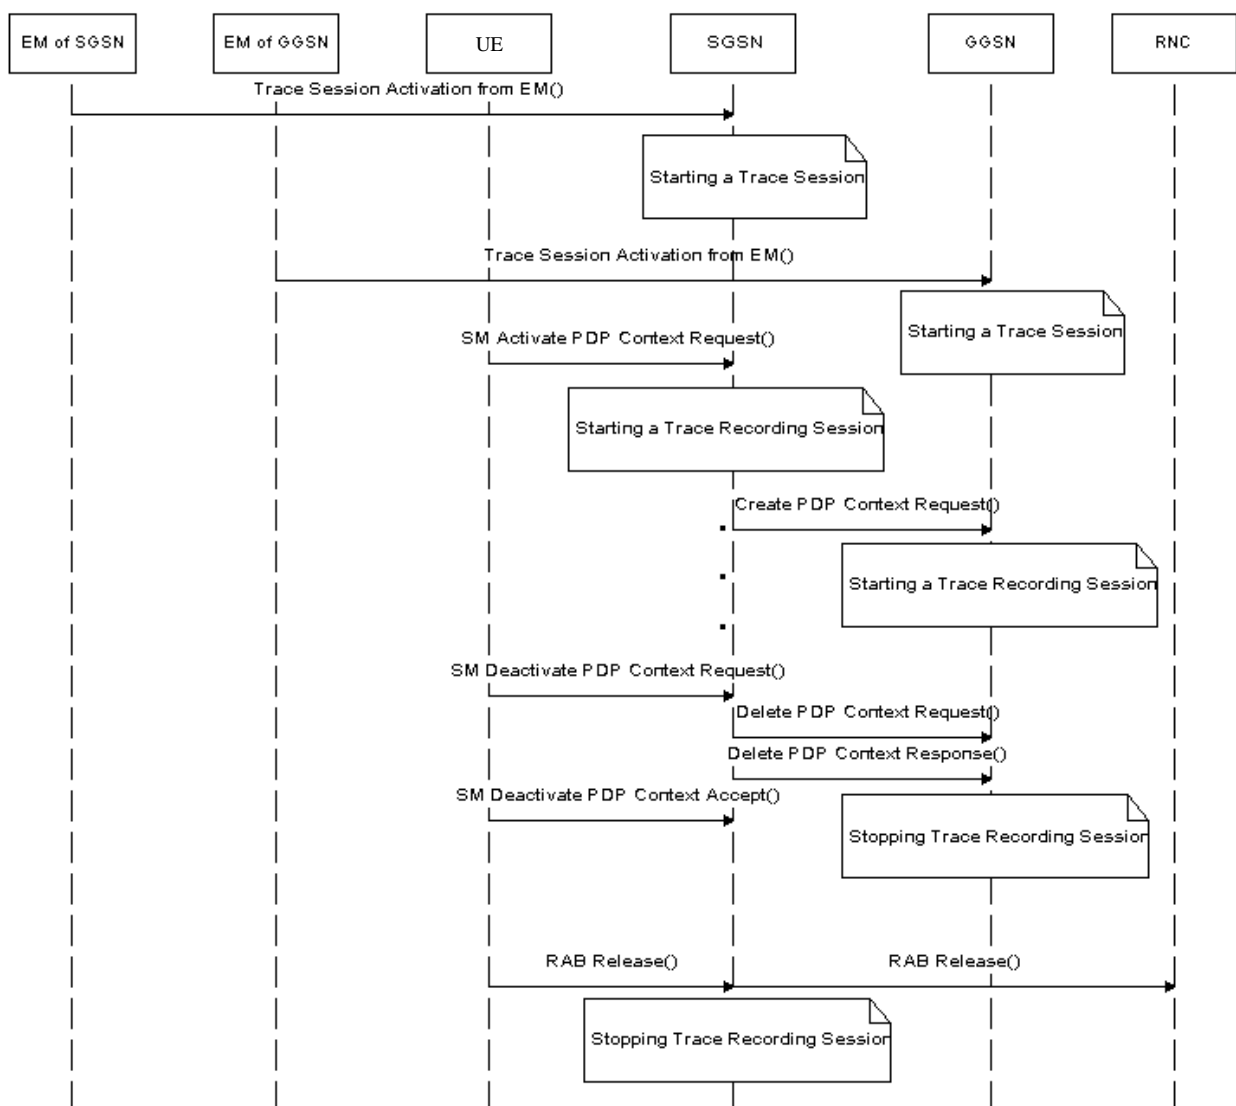 EM of SGSN
EM of GGSN
UE
SGSN
GGSN
RNC
Trace Session Activation from EM()
Starting a Trace Session
Trace Session Activation from EM()
Starting a Trace Session
SM Activate PDP Context Request()
Starting a Trace Recording Session
Create PDP Context Request()
Starting a Trace Recording Session
SM Deactivate PDP Context Request()
Delete PDP Context Request()
Delete PDP Context Response()
SM Deactivate PDP Context Accept()
Stopping Trace Recording Session
RAB Release()
RAB Release()
Stopping Trace Recording Session